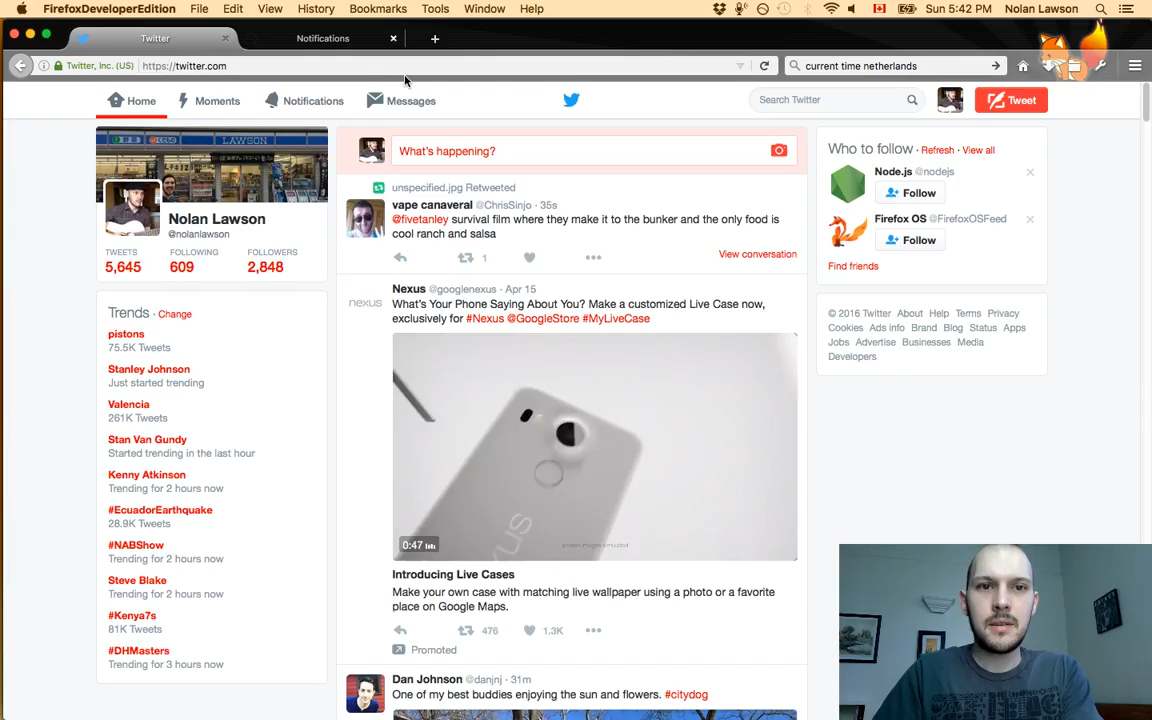 FirefoxDeveloperEdition File Edit View History Bookmarks Tools Window Help Sun 5:42 PM Nolan Lawson
Twitter Notifications
Twitter, Inc. (US) https://twitter.com current time netherlands
Home Moments Notifications Messages Search Twitter Tweet
LAWSON
Nolan Lawson
@nolanlawson
TWEETS FOLLOWING FOLLOWERS
5,645 609 2,848
Trends · Change
pistons
75.5K Tweets
Stanley Johnson
Just started trending
Valencia
261K Tweets
Stan Van Gundy
Started trending in the last hour
Kenny Atkinson
Trending for 2 hours now
#EcuadorEarthquake
28.9K Tweets
#NABShow
Trending for 2 hours now
Steve Blake
Trending for 2 hours now
#Kenya7s
81K Tweets
#DHMasters
Trending for 3 hours now
What's happening?
unspecified.jpg Retweeted
vape canaveral @ChrisSinjo · 35s
@fivetanley survival film where they make it to the bunker and the only food is
cool ranch and salsa
1 View conversation
nexus
Nexus @googlenexus · Apr 15
What's Your Phone Saying About You? Make a customized Live Case now,
exclusively for #Nexus @GoogleStore #MyLiveCase
nexus
0:47
Introducing Live Cases
Make your own case with matching live wallpaper using a photo or a favorite
place on Google Maps.
476 1.3K
Promoted
Dan Johnson @danjnj · 31m
One of my best buddies enjoying the sun and flowers. #citydog
Who to follow · Refresh · View all
Node.js @nodejs
Follow
Firefox OS @FirefoxOSFeed
Follow
Find friends
© 2016 Twitter About Help Terms Privacy
Cookies Ads info Brand Blog Status Apps
Jobs Advertise Businesses Media
Developers